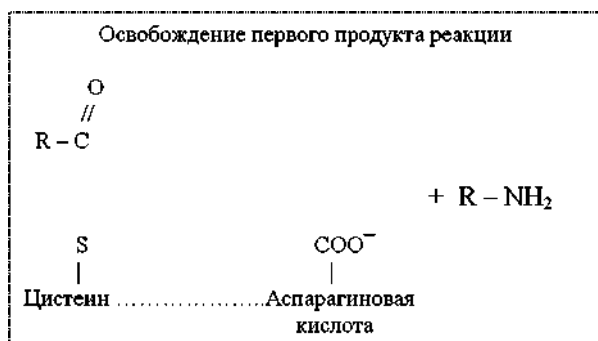 Освобождение первого продукта реакции
O
//
R – C
+ R – NH₂
S COO⁻
| |
Цистеин ....................Аспарагиновая
кислота